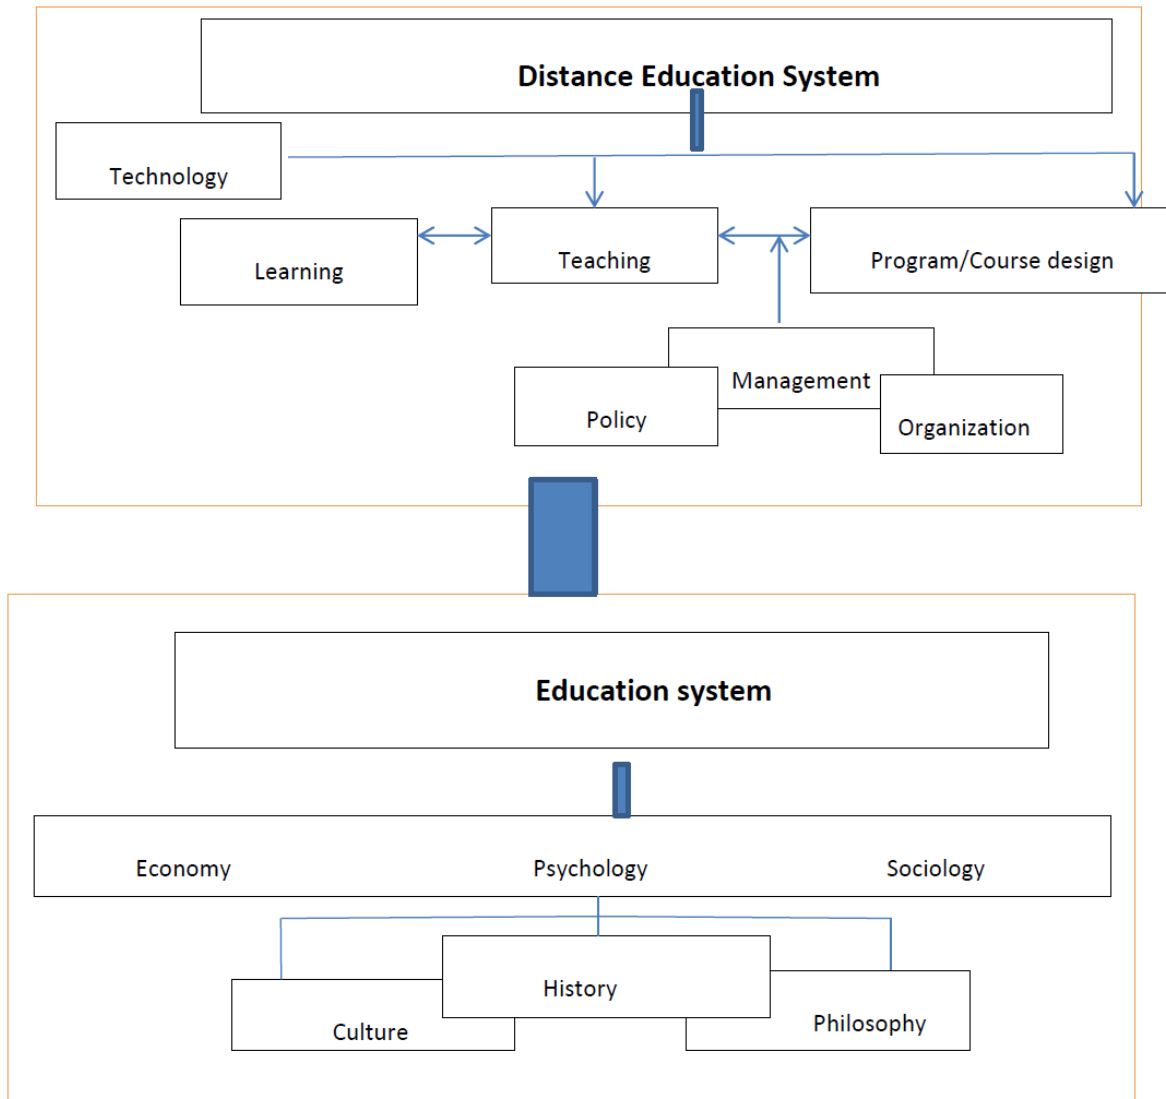 Distance Education System
Technology
Learning
Teaching
Program/Course design
Management
Policy
Organization
Education system
Economy Psychology Sociology
History
Culture
Philosophy